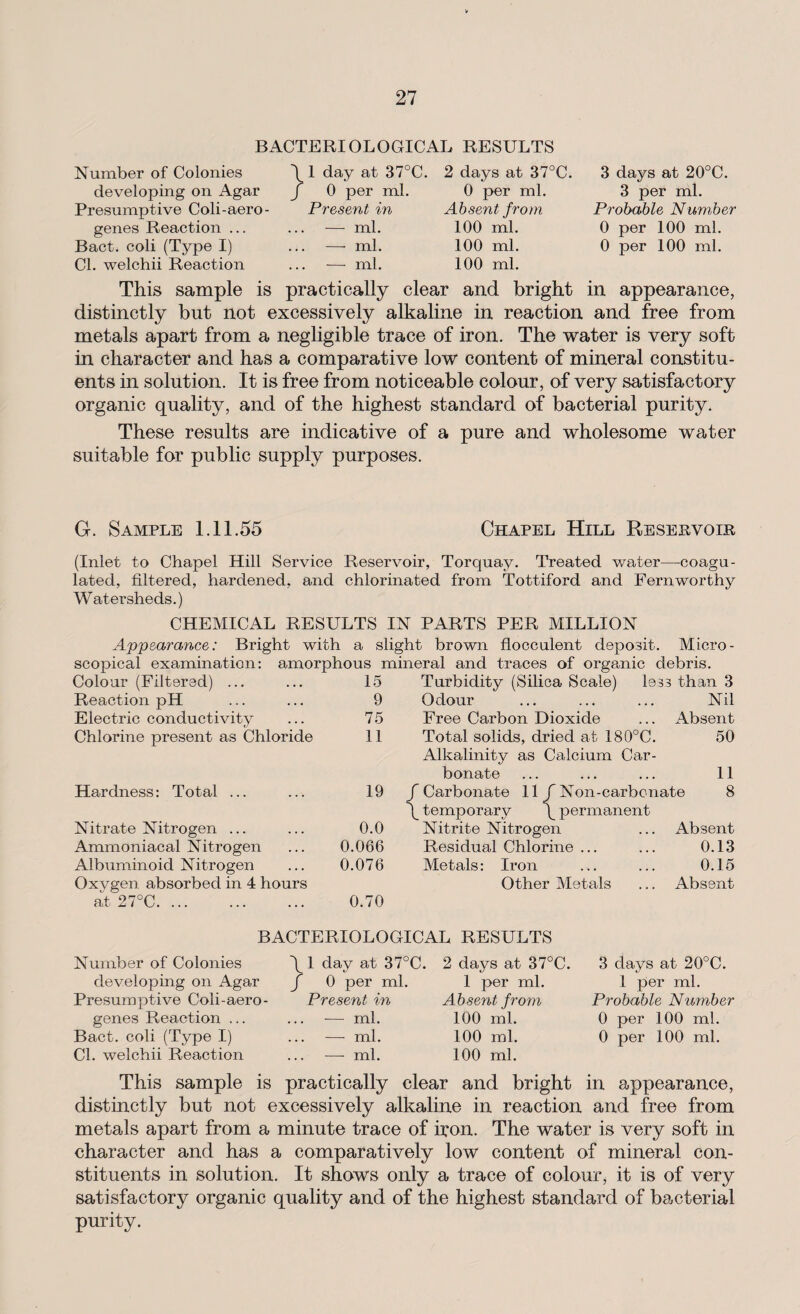 27
BACTERIOLOGICAL RESULTS
Number of Colonies } 1 day at 37°C. 2 days at 37°C. 3 days at 20°C.
developing on Agar } 0 per ml. 0 per ml. 3 per ml.
Presumptive Coli-aero- Present in Absent from Probable Number
genes Reaction ... ... — ml. 100 ml. 0 per 100 ml.
Bact. coli (Type I) ... — ml. 100 ml. 0 per 100 ml.
Cl. welchii Reaction ... — ml. 100 ml.
This sample is practically clear and bright in appearance,
distinctly but not excessively alkaline in reaction and free from
metals apart from a negligible trace of iron. The water is very soft
in character and has a comparative low content of mineral constitu-
ents in solution. It is free from noticeable colour, of very satisfactory
organic quality, and of the highest standard of bacterial purity.
These results are indicative of a pure and wholesome water
suitable for public supply purposes.
G. Sample 1.11.55 Chapel Hill Reservoir
(Inlet to Chapel Hill Service Reservoir, Torquay. Treated water—coagu-
lated, filtered, hardened, and chlorinated from Tottiford and Fernworthy
Watersheds.)
CHEMICAL RESULTS IN PARTS PER MILLION
Appearance: Bright with a slight brown flocculent deposit. Micro-
scopical examination: amorphous mineral and traces of organic debris.
Colour (Filtered) ... ... 15 Turbidity (Silica Scale) less than 3
Reaction pH ... ... 9 Odour ... ... ... Nil
Electric conductivity ... 75 Free Carbon Dioxide ... Absent
Chlorine present as Chloride 11 Total solids, dried at 180°C. 50
Alkalinity as Calcium Car-
bonate ... ... ... 11
Hardness: Total ... ... 19 { Carbonate 11 { Non-carbonate 8
{ temporary { permanent
Nitrate Nitrogen ... ... 0.0 Nitrite Nitrogen ... Absent
Ammoniacal Nitrogen ... 0.066 Residual Chlorine ... ... 0.13
Albuminoid Nitrogen ... 0.076 Metals: Iron ... ... 0.15
Oxygen absorbed in 4 hours Other Metals ... Absent
at 27°C. ... ... ... 0.70
BACTERIOLOGICAL RESULTS
Number of Colonies } 1 day at 37°C. 2 days at 37°C. 3 days at 20°C.
developing on Agar } 0 per ml. 1 per ml. 1 per ml.
Presumptive Coli-aero- Present in Absent from Probable Number
genes Reaction ... ... — ml. 100 ml. 0 per 100 ml.
Bact. coli (Type I) ... — ml. 100 ml. 0 per 100 ml.
Cl. welchii Reaction ... — ml. 100 ml.
This sample is practically clear and bright in appearance,
distinctly but not excessively alkaline in reaction and free from
metals apart from a minute trace of iron. The water is very soft in
character and has a comparatively low content of mineral con-
stituents in solution. It shows only a trace of colour, it is of very
satisfactory organic quality and of the highest standard of bacterial
purity.